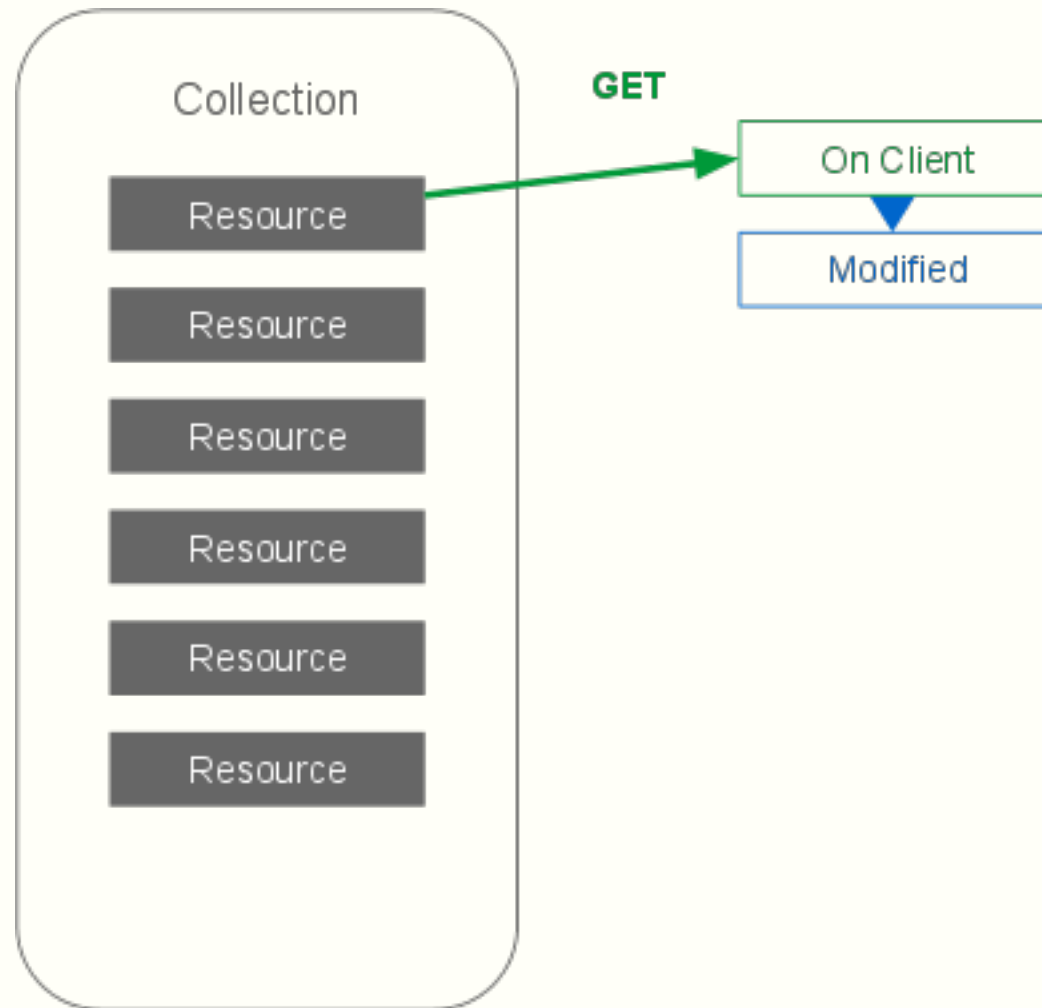 Collection
GET
On Client
Modified
Resource
Resource
Resource
Resource
Resource
Resource